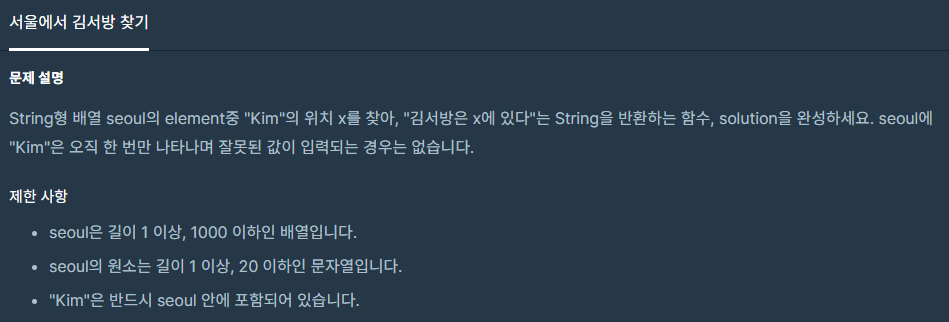 서울에서 김서방 찾기
문제 설명
String형 배열 seoul의 element중 "Kim"의 위치 x를 찾아, "김서방은 x에 있다"는 String을 반환하는 함수, solution을 완성하세요. seoul에
"Kim"은 오직 한 번만 나타나며 잘못된 값이 입력되는 경우는 없습니다.
제한 사항
• seoul은 길이 1 이상, 1000 이하인 배열입니다.
• seoul의 원소는 길이 1 이상, 20 이하인 문자열입니다.
• "Kim"은 반드시 seoul 안에 포함되어 있습니다.